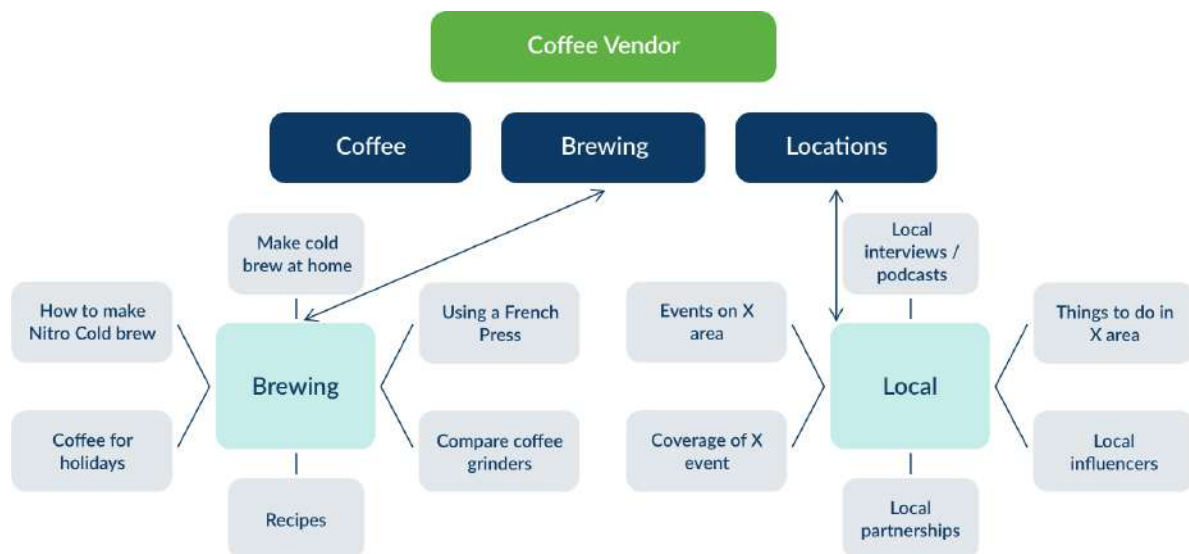 Coffee Vendor
Coffee
Brewing
Locations
Make cold
brew at home
How to make
Nitro Cold brew
Using a French
Press
Brewing
Coffee for
holidays
Compare coffee
grinders
Recipes
Local
interviews /
podcasts
Events on X
area
Things to do in
X area
Local
Coverage of X
event
Local
influencers
Local
partnerships